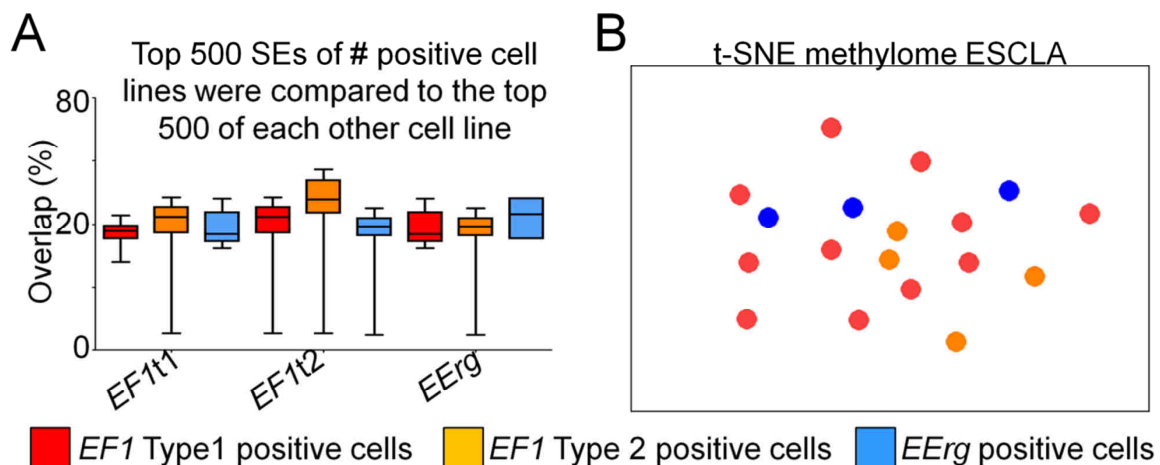 A
Top 500 SEs of # positive cell
lines were compared to the top
500 of each other cell line
80
20
0
Overlap (%)
EF1t1
EF1t2
EErg
B
t-SNE methylome ESCLA
EF1 Type1 positive cells
EF1 Type 2 positive cells
EErg positive cells